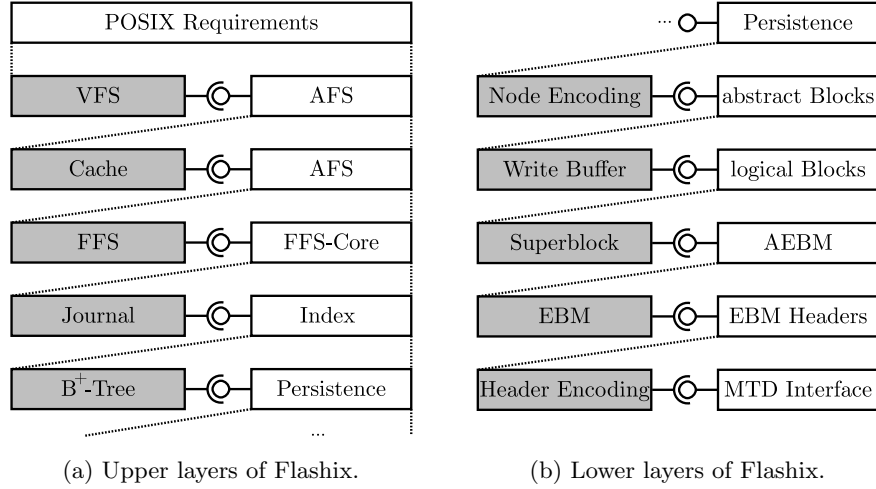 POSIX Requirements
VFS AFS
Cache AFS
FFS FFS-Core
Journal Index
B⁺-Tree Persistence
...
(a) Upper layers of Flashix.
... Persistence
Node Encoding abstract Blocks
Write Buffer logical Blocks
Superblock AEBM
EBM EBM Headers
Header Encoding MTD Interface
(b) Lower layers of Flashix.